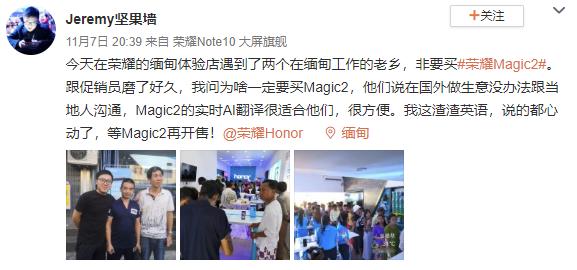 Jeremy坚果墙
+关注
11月7日 20:39 来自 荣耀Note10 大屏旗舰
今天在荣耀的缅甸体验店遇到了两个在缅甸工作的老乡，非要买#荣耀Magic2#。
跟促销员磨了好久，我问为啥一定要买Magic2，他们说在国外做生意没办法跟当
地人沟通，Magic2的实时AI翻译很适合他们，很方便。我这渣渣英语，说的都心
动了，等Magic2再开售！@荣耀Honor 缅甸
honor